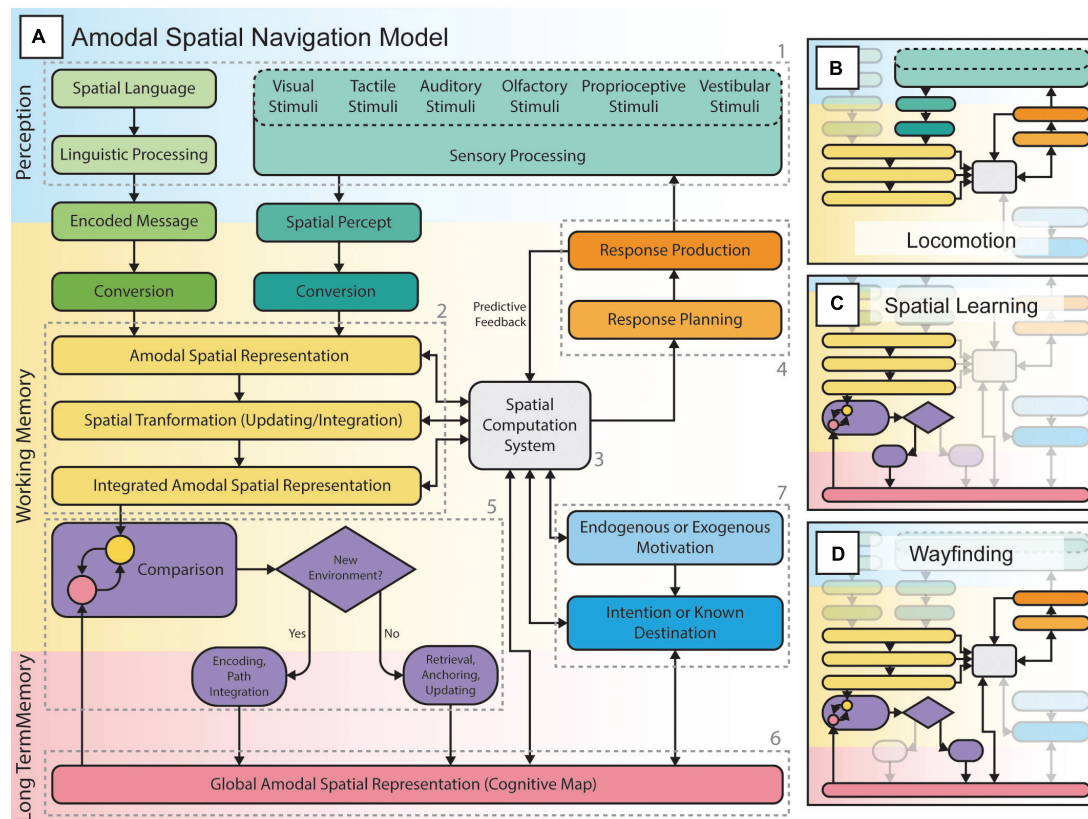 A
Amodal Spatial Navigation Model
1
Perception
Spatial Language
Linguistic Processing
Visual
Stimuli
Tactile
Stimuli
Auditory
Stimuli
Olfactory
Stimuli
Proprioceptive
Stimuli
Vestibular
Stimuli
Sensory Processing
Encoded Message
Spatial Percept
Conversion
Conversion
Response Production
Response Planning
4
Predictive
Feedback
Working Memory
2
Amodal Spatial Representation
Spatial Tranformation (Updating/Integration)
Integrated Amodal Spatial Representation
Spatial
Computation
System
3
5
Comparison
New
Environment?
Yes
No
Encoding,
Path
Integration
Retrieval,
Anchoring,
Updating
7
Endogenous or Exogenous
Motivation
Intention or Known
Destination
Long TermMemory
6
Global Amodal Spatial Representation (Cognitive Map)
B
Locomotion
C
Spatial Learning
D
Wayfinding